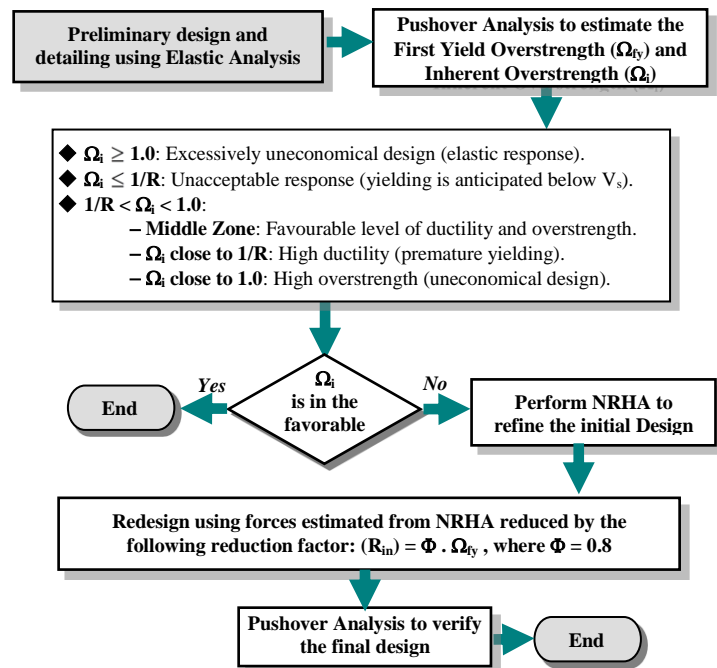 Preliminary design and
detailing using Elastic Analysis
Pushover Analysis to estimate the
First Yield Overstrength (Ωfy) and
Inherent Overstrength (Ωi)
◆ Ωi ≥ 1.0: Excessively uneconomical design (elastic response).
◆ Ωi ≤ 1/R: Unacceptable response (yielding is anticipated below Vs).
◆ 1/R < Ωi < 1.0:
– Middle Zone: Favourable level of ductility and overstrength.
– Ωi close to 1/R: High ductility (premature yielding).
– Ωi close to 1.0: High overstrength (uneconomical design).
Ωi
is in the
favorable
Yes
No
End
Perform NRHA to
refine the initial Design
Redesign using forces estimated from NRHA reduced by the
following reduction factor: (Rin) = Φ . Ωfy , where Φ = 0.8
Pushover Analysis to verify
the final design
End